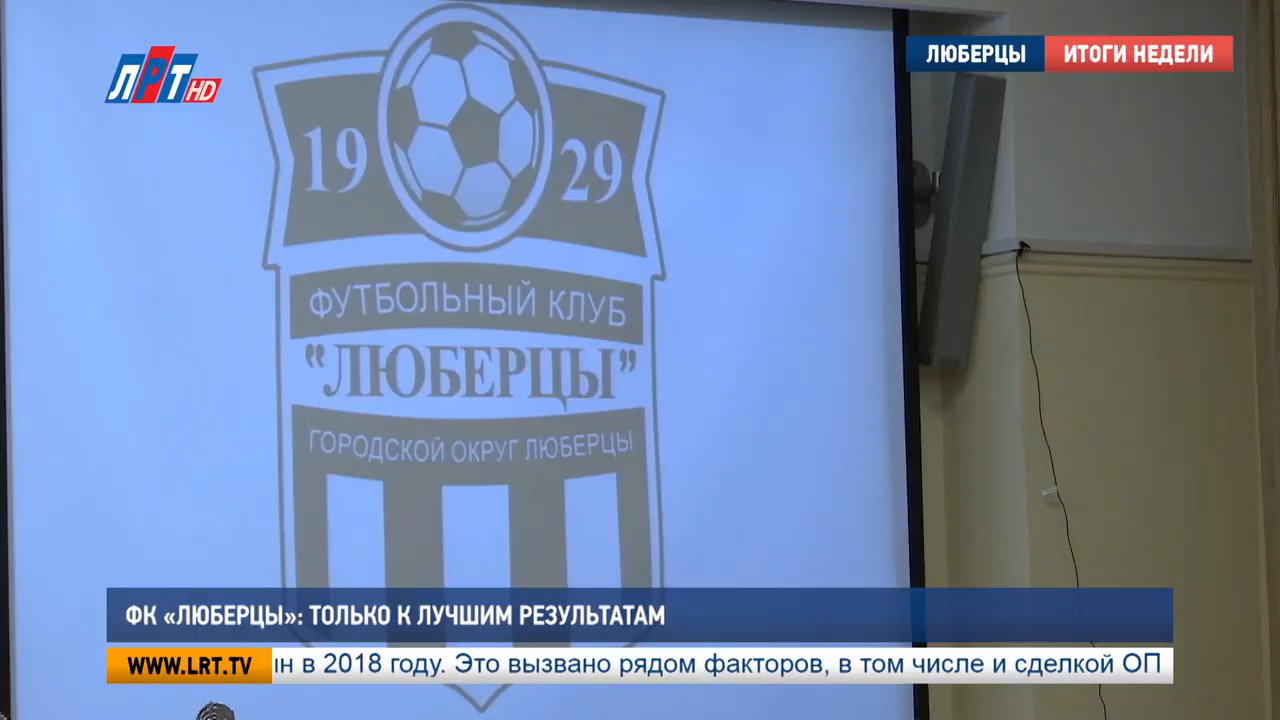 ЛРТ HD
ЛЮБЕРЦЫ ИТОГИ НЕДЕЛИ
19 29
ФУТБОЛЬНЫЙ КЛУБ
"ЛЮБЕРЦЫ"
ГОРОДСКОЙ ОКРУГ ЛЮБЕРЦЫ
ФК «ЛЮБЕРЦЫ»: ТОЛЬКО К ЛУЧШИМ РЕЗУЛЬТАТАМ
WWW.LRT.TV в 2018 году. Это вызвано рядом факторов, в том числе и сделкой ОП